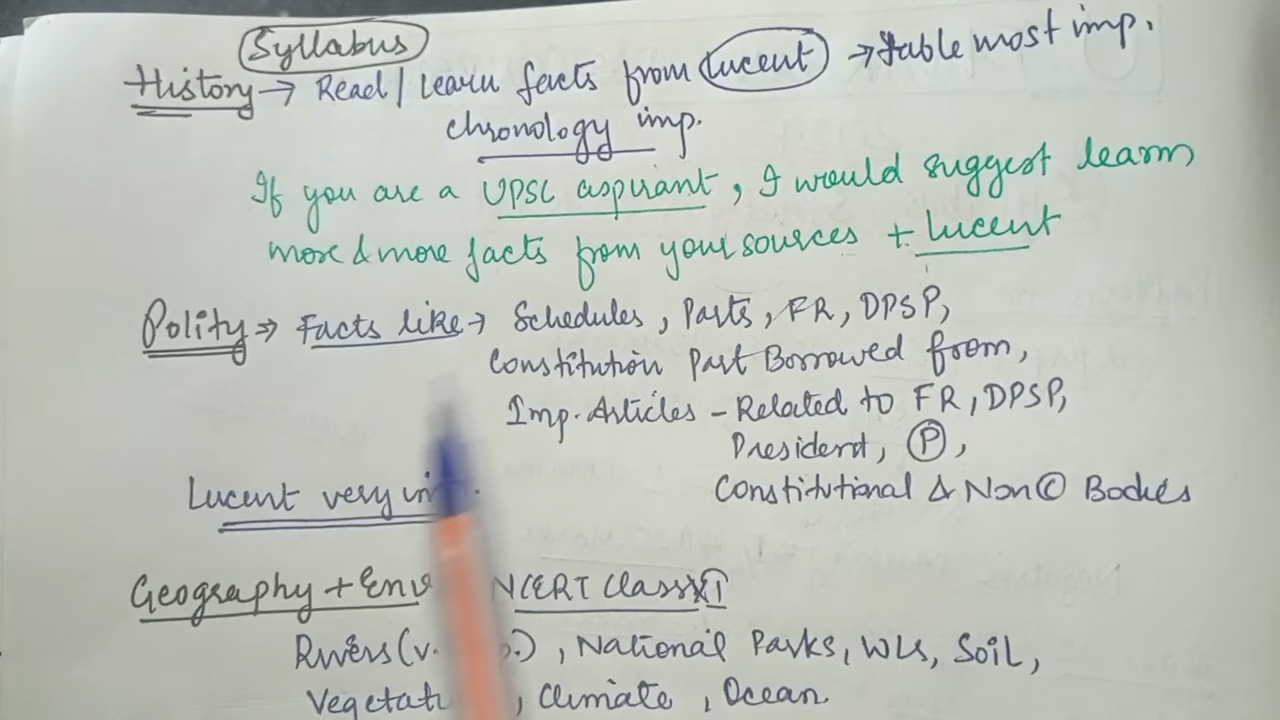 Syllabus
History → Read / learn facts from Lucent → table most imp.
chronology imp.
If you are a UPSC aspirant, I would suggest learn
more & more facts from your sources + Lucent
Polity ⇒ Facts like → Schedules, Parts, FR, DPSP,
Constitution Part Borrowed from,
Imp. Articles - Related to FR, DPSP,
President, Ⓟ,
Lucent very
Constitutional & Non © Bodies
Geography + Env NCERT Class XI
Rivers (v. ), National Parks, WLS, Soil,
, Climate, Ocean